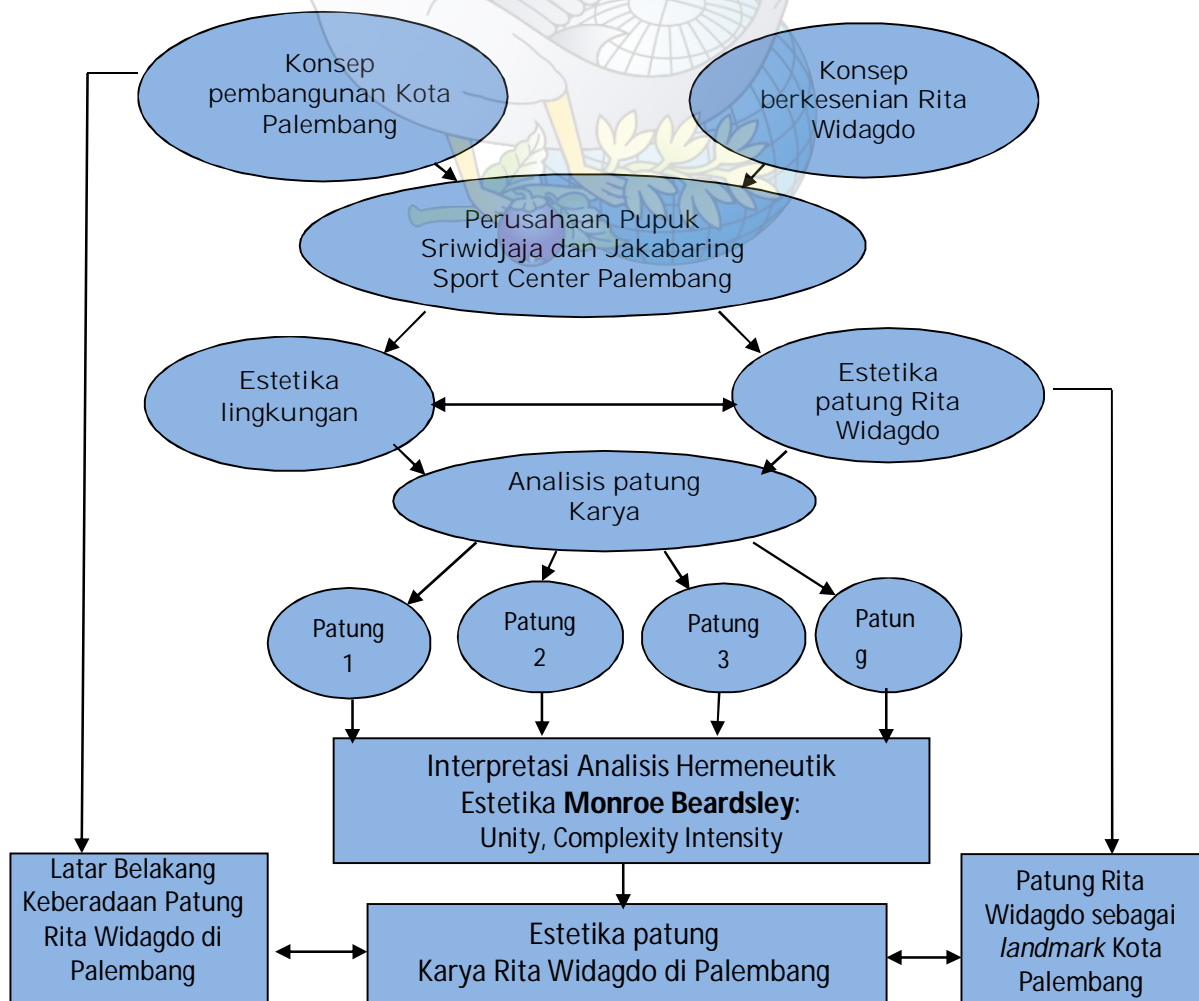 Konsep
pembangunan Kota
Palembang
Konsep
berkesenian Rita
Widagdo
Perusahaan Pupuk
Sriwidjaja dan Jakabaring
Sport Center Palembang
Estetika
lingkungan
Estetika
patung Rita
Widagdo
Analisis patung
Karya
Patung
1
Patung
2
Patung
3
Patun
g
Interpretasi Analisis Hermeneutik
Estetika Monroe Beardsley:
Unity, Complexity Intensity
Latar Belakang
Keberadaan Patung
Rita Widagdo di
Palembang
Estetika patung
Karya Rita Widagdo di Palembang
Patung Rita
Widagdo sebagai
landmark Kota
Palembang